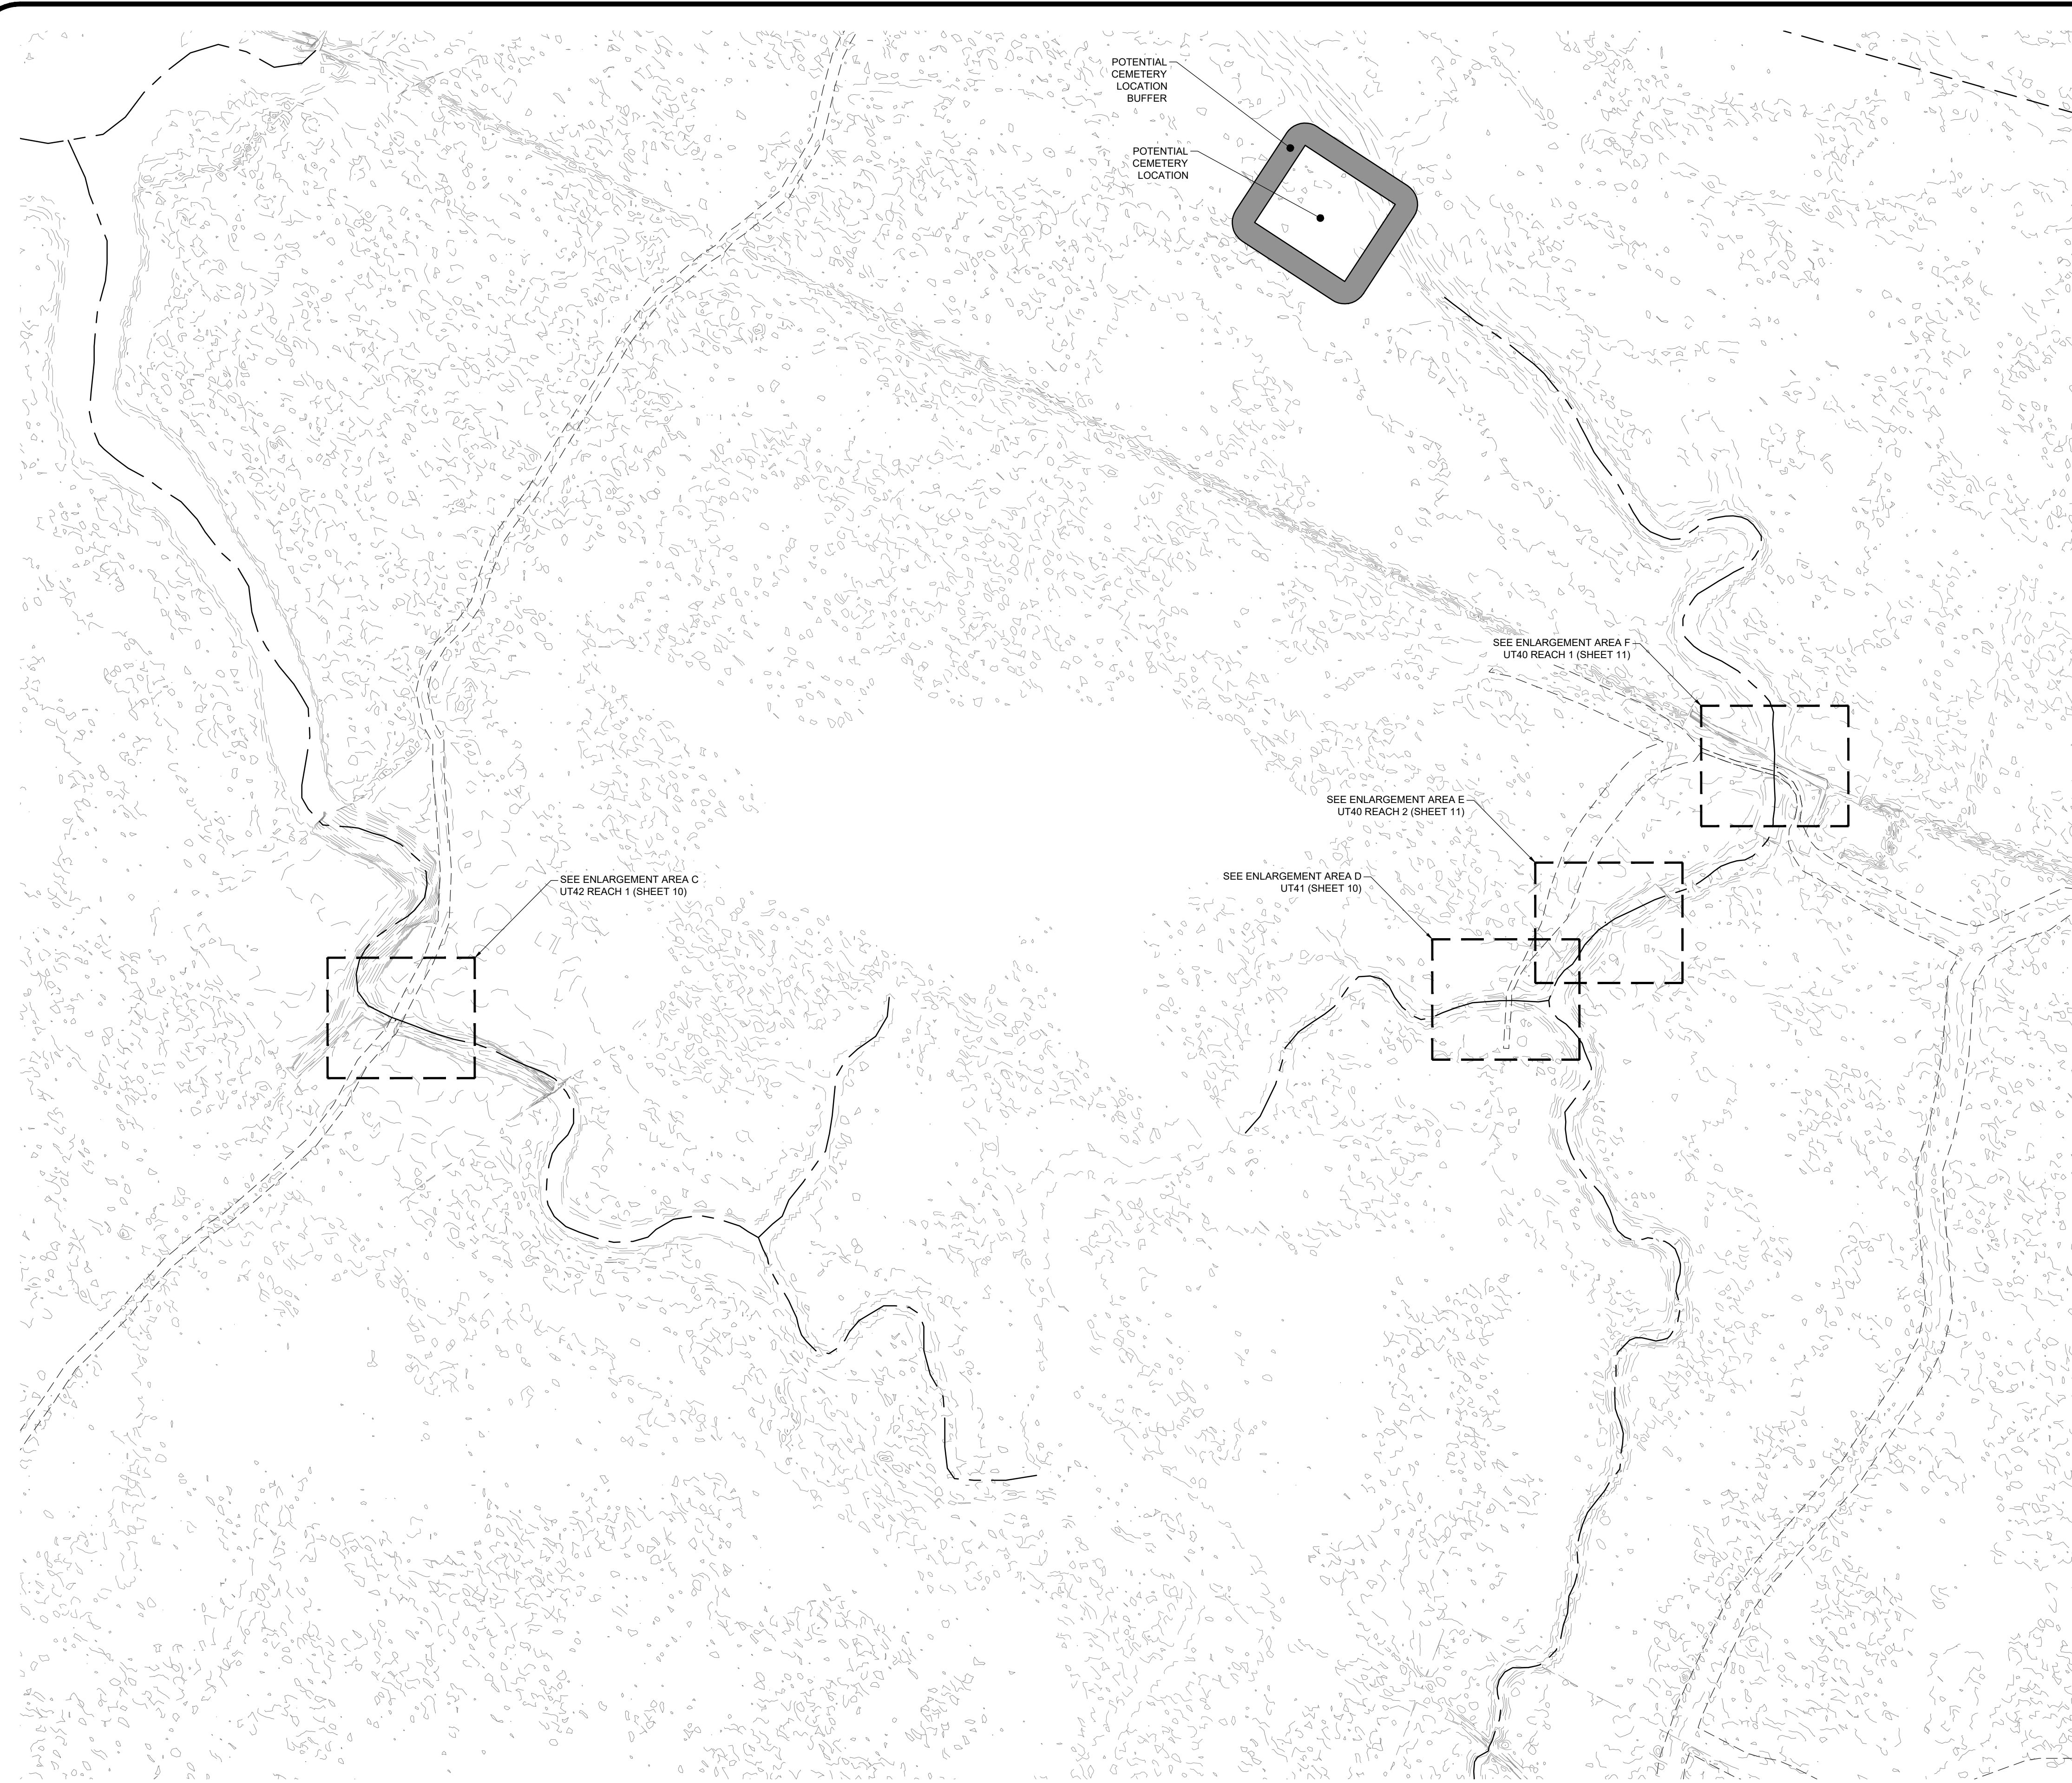 POTENTIAL
CEMETERY
LOCATION
BUFFER
POTENTIAL
CEMETERY
LOCATION
SEE ENLARGEMENT AREA F
UT40 REACH 1 (SHEET 11)
SEE ENLARGEMENT AREA E
UT40 REACH 2 (SHEET 11)
SEE ENLARGEMENT AREA D
UT41 (SHEET 10)
SEE ENLARGEMENT AREA C
UT42 REACH 1 (SHEET 10)